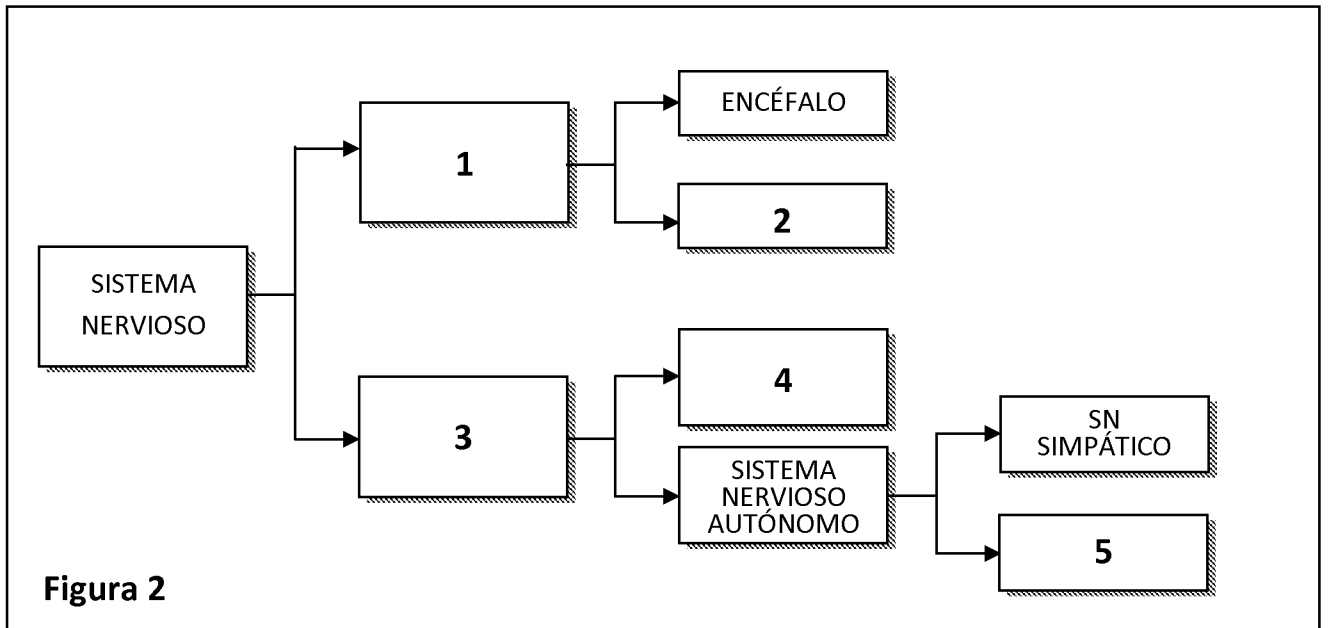 ENCÉFALO
1
2
SISTEMA
NERVIOSO
4
3
SN
SIMPÁTICO
SISTEMA
NERVIOSO
AUTÓNOMO
5
Figura 2